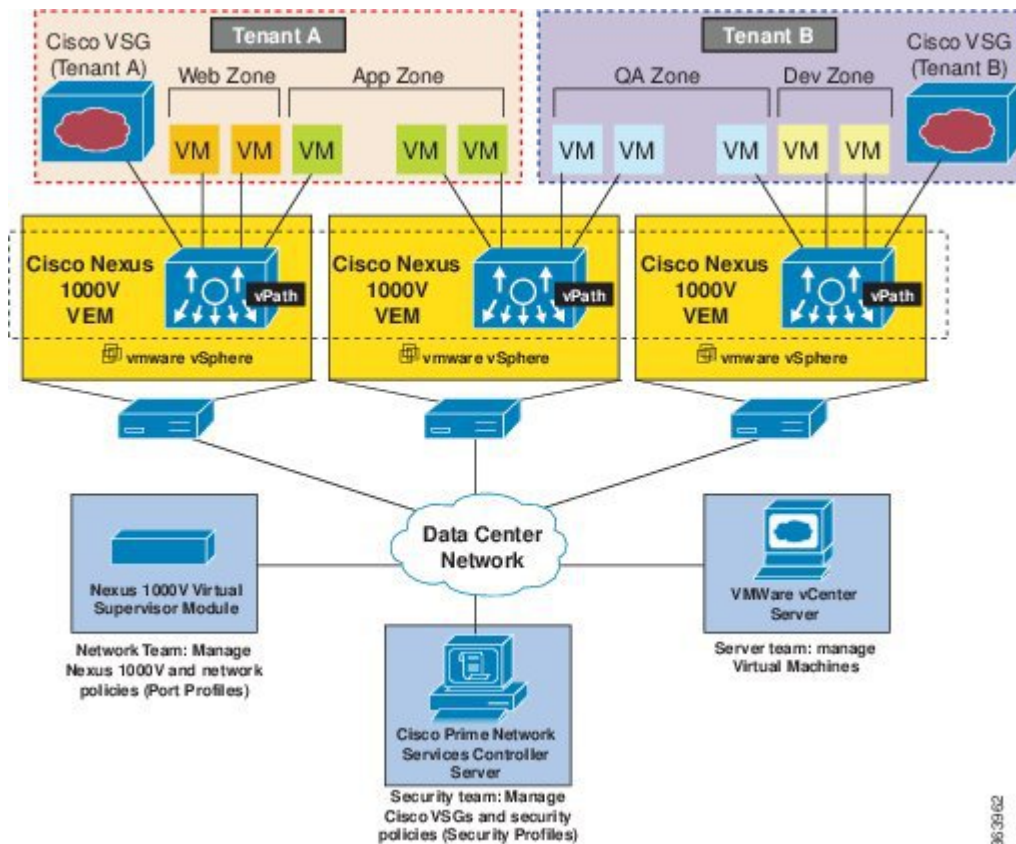 Cisco VSG
(Tenant A)
Tenant A
Web Zone
App Zone
VM
VM
VM
VM
VM
Tenant B
Cisco VSG
(Tenant B)
QA Zone
Dev Zone
VM
VM
VM
VM
VM
Cisco Nexus
1000V
VEM
vPath
vmware vSphere
Cisco Nexus
1000V
VEM
vPath
vmware vSphere
Cisco Nexus
1000V
VEM
vPath
vmware vSphere
Data Center
Network
Nexus 1000V Virtual
Supervisor Module
Network Team: Manage
Nexus 1000V and network
policies (Port Profiles)
VMWare vCenter
Server
Server team: manage
Virtual Machines
Cisco Prime Network
Services Controller
Server
Security team: Manage
Cisco VSGs and security
policies (Security Profiles)
363962